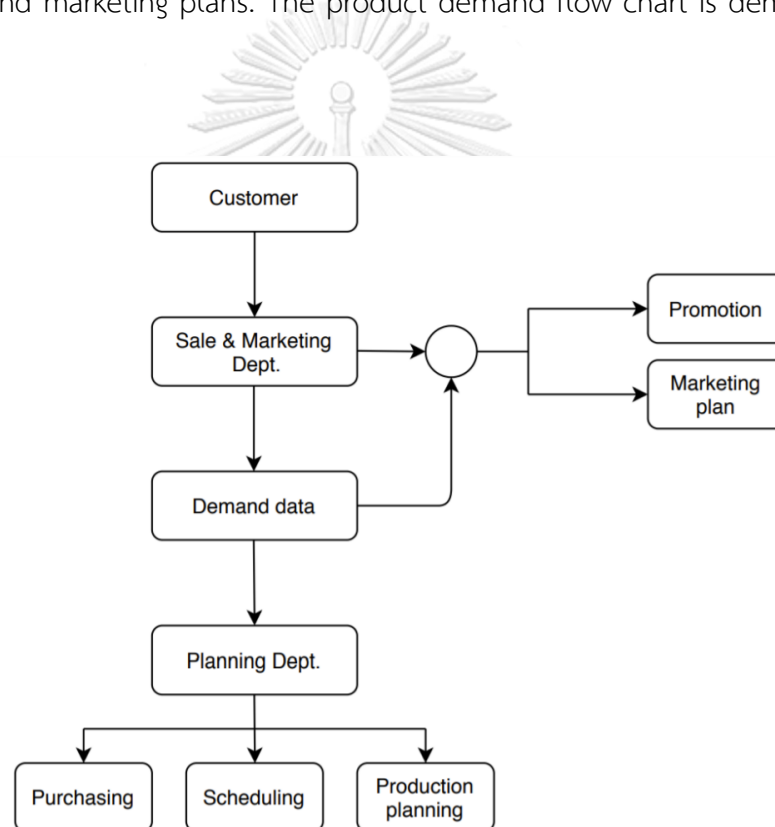 nd marketing plans. The product demand flow chart is dem
Customer
Sale & Marketing
Dept.
Promotion
Marketing
plan
Demand data
Planning Dept.
Purchasing
Scheduling
Production
planning